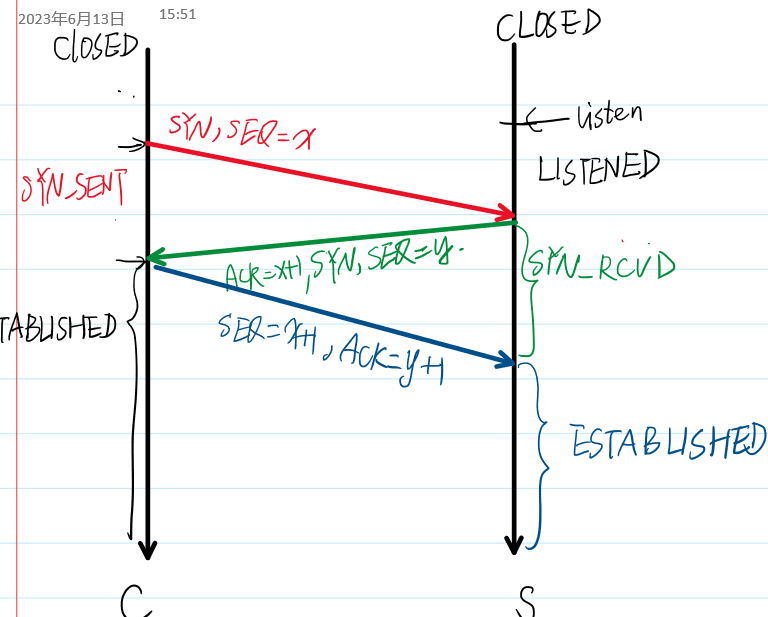 2023年6月13日 15:51
CLOSED
CLOSED
listen
SYN, SEQ=x
LISTENED
SYN_SENT
ACK=x+1, SYN, SEQ=y.
SYN_RCVD
TABLISHED
SEQ=x+1, ACK=y+1
ESTABLISHED
C
S